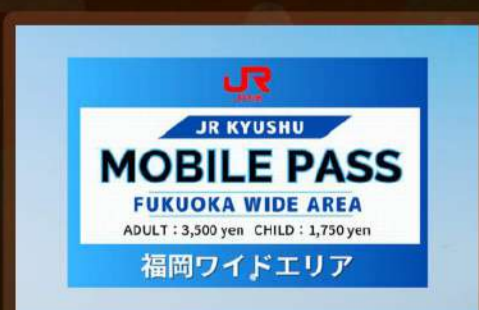 JR
JR KYUSHU
MOBILE PASS
FUKUOKA WIDE AREA
ADULT：3,500 yen CHILD：1,750 yen
福岡ワイドエリア